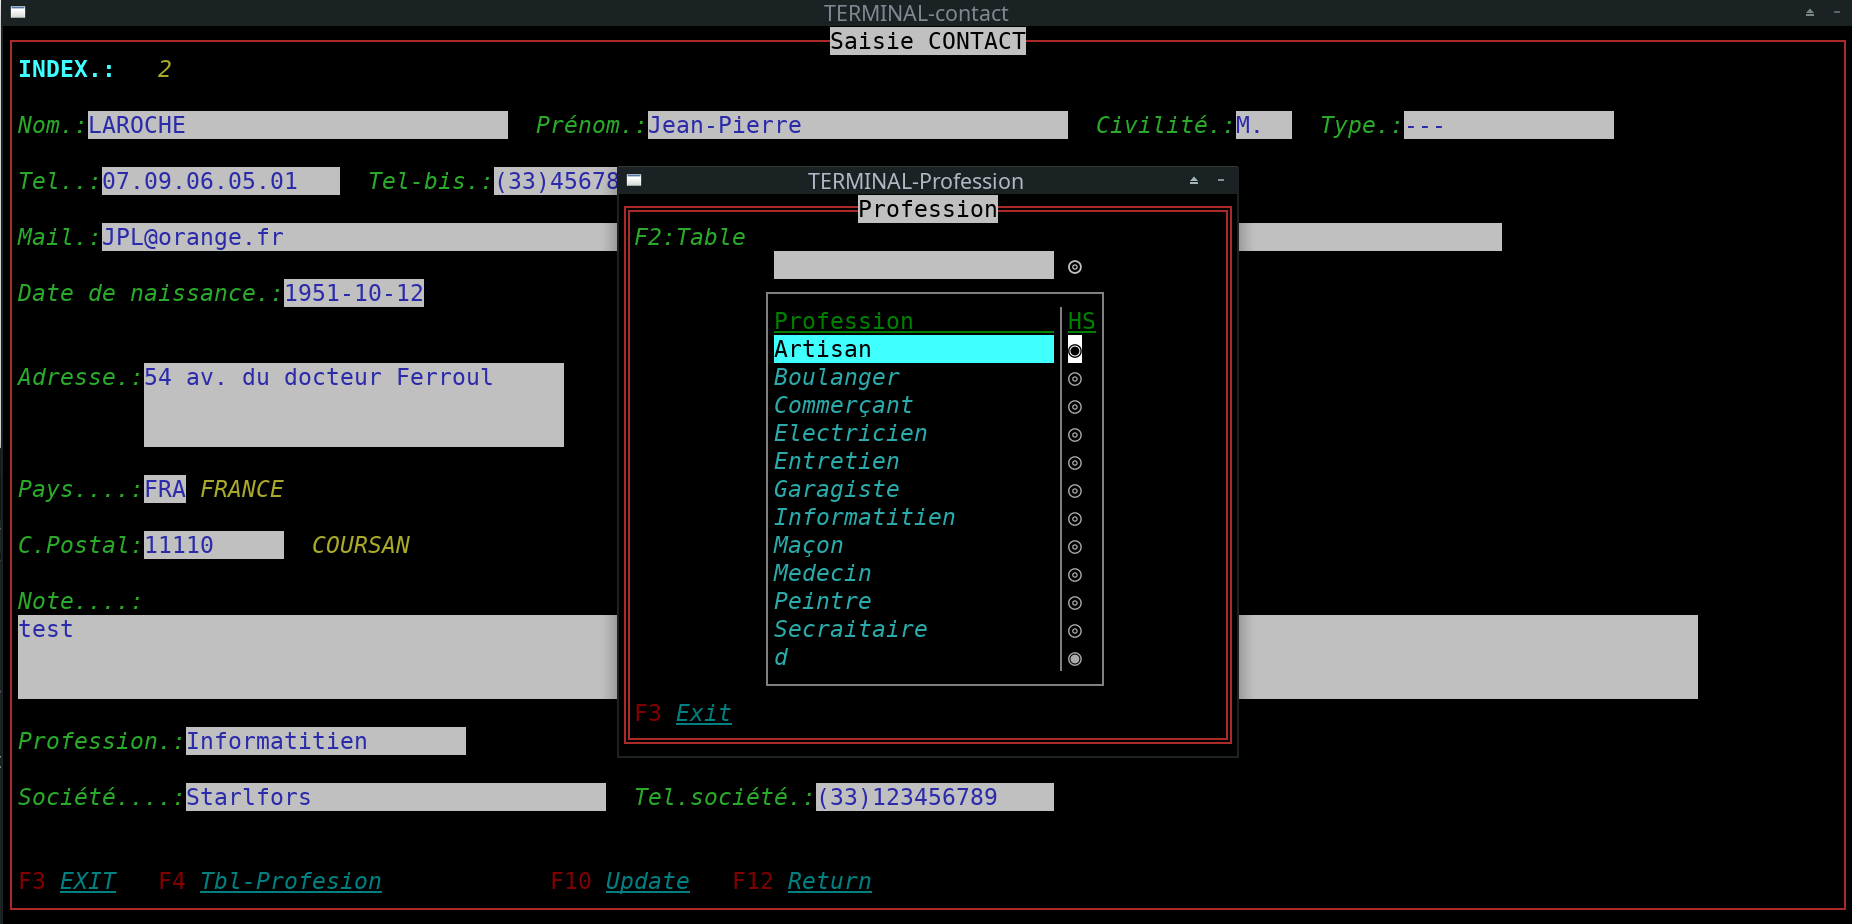 TERMINAL-contact
Saisie CONTACT
INDEX.: 2
Nom.:LAROCHE Prénom.:Jean-Pierre Civilité.:M. Type.:---
Tel..:07.09.06.05.01 Tel-bis.:(33)45678
Mail.:JPL@orange.fr
Date de naissance.:1951-10-12
Adresse.:54 av. du docteur Ferroul
Pays....:FRA FRANCE
C.Postal:11110 COURSAN
Note....:
test
Profession.:Informatitien
Société....:Starlfors Tel.société.:(33)123456789
F3 EXIT F4 Tbl-Profesion F10 Update F12 Return
TERMINAL-Profession
Profession
F2:Table
Profession HS
Artisan
Boulanger
Commerçant
Electricien
Entretien
Garagiste
Informatitien
Maçon
Medecin
Peintre
Secraitaire
d
F3 Exit